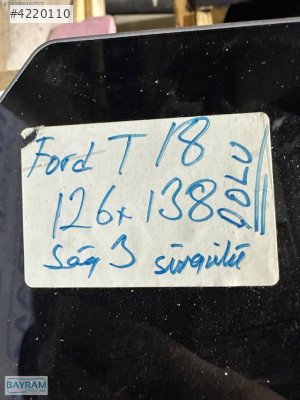 #4220110
Ford T 18
126x138
DOLU
Sağ 3 sürgülü
BAYRAM